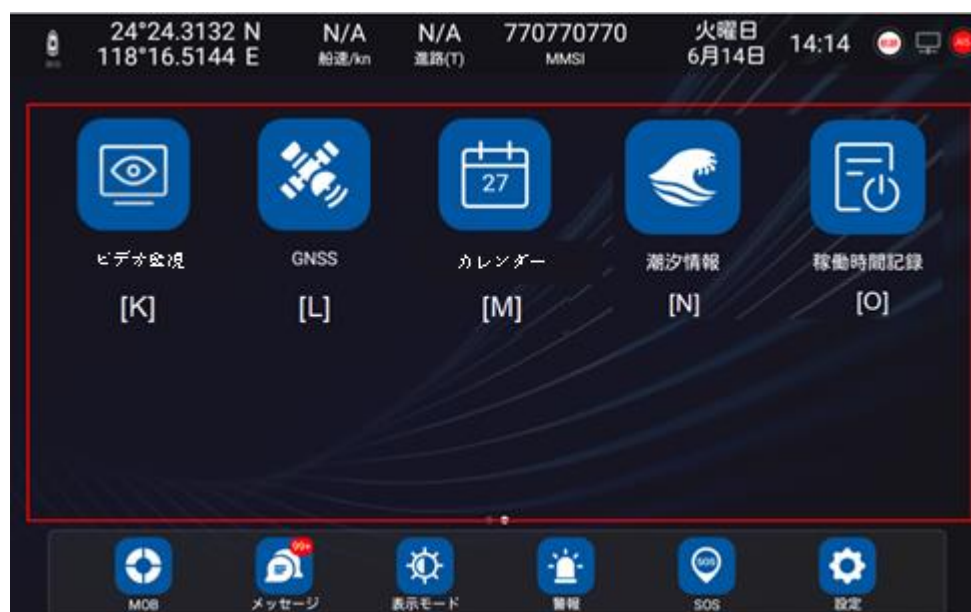 24°24.3132 N
118°16.5144 E
N/A
船速/kn
N/A
進路(T)
770770770
MMSI
火曜日
6月14日
14:14
27
ビデオ監視
GNSS
カレンダー
潮汐情報
稼働時間記録
[K]
[L]
[M]
[N]
[O]
99+
SOS
MOB
メッセージ
表示モード
警報
SOS
設定